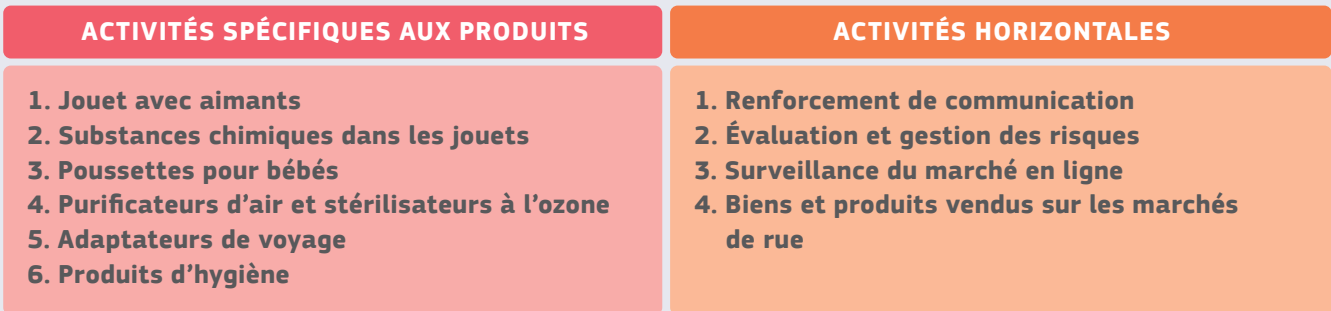 ACTIVITÉS SPÉCIFIQUES AUX PRODUITS
1. Jouet avec aimants
2. Substances chimiques dans les jouets
3. Poussettes pour bébés
4. Purificateurs d’air et stérilisateurs à l’ozone
5. Adaptateurs de voyage
6. Produits d’hygiène
ACTIVITÉS HORIZONTALES
1. Renforcement de communication
2. Évaluation et gestion des risques
3. Surveillance du marché en ligne
4. Biens et produits vendus sur les marchés
de rue